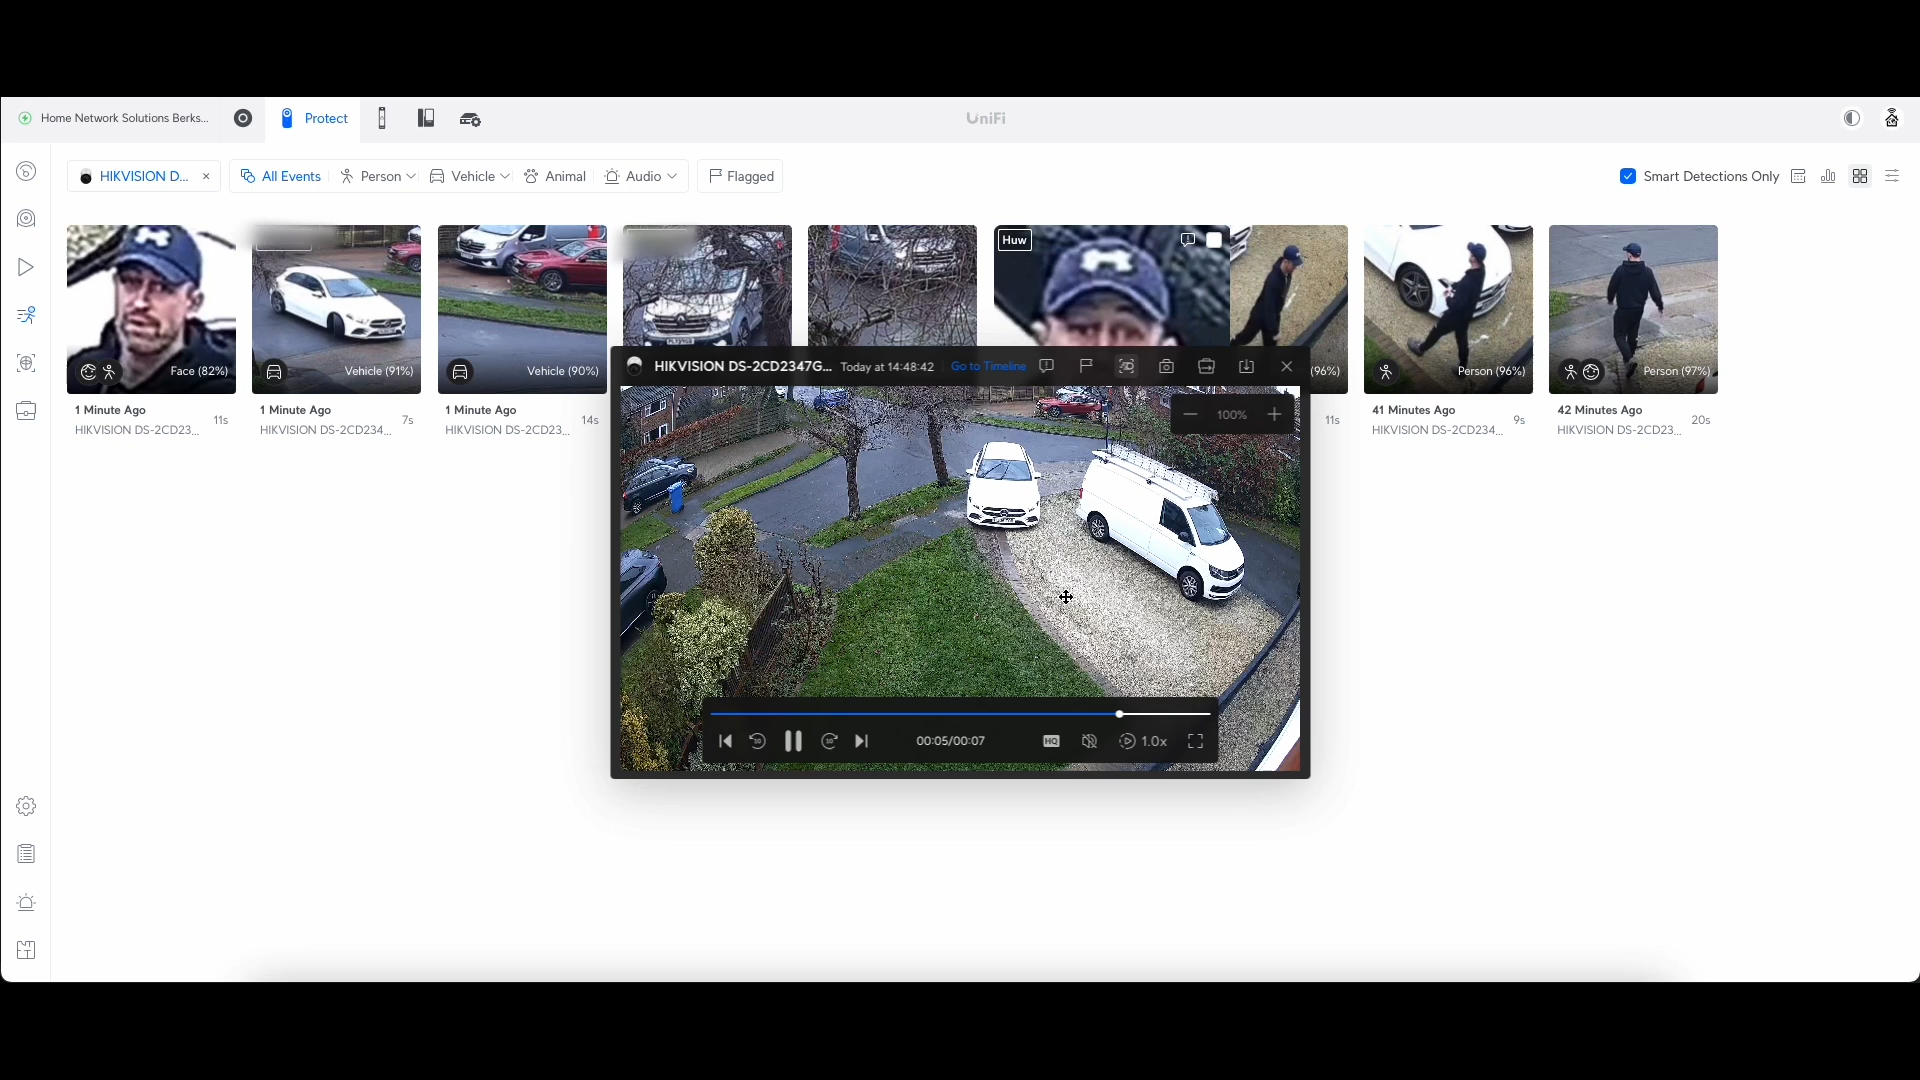 Home Network Solutions Berks...
Protect
UniFi
HIKVISION D...
All Events
Person
Vehicle
Animal
Audio
Flagged
Smart Detections Only
Huw
Face (82%)
Vehicle (91%)
Vehicle (90%)
(96%)
Person (96%)
Person (97%)
1 Minute Ago
HIKVISION DS-2CD23...
11s
1 Minute Ago
HIKVISION DS-2CD234...
7s
1 Minute Ago
HIKVISION DS-2CD23...
14s
11s
41 Minutes Ago
HIKVISION DS-2CD234...
9s
42 Minutes Ago
HIKVISION DS-2CD23...
20s
HIKVISION DS-2CD2347G...
Today at 14:48:42
Go to Timeline
100%
00:05/00:07
HQ
1.0x